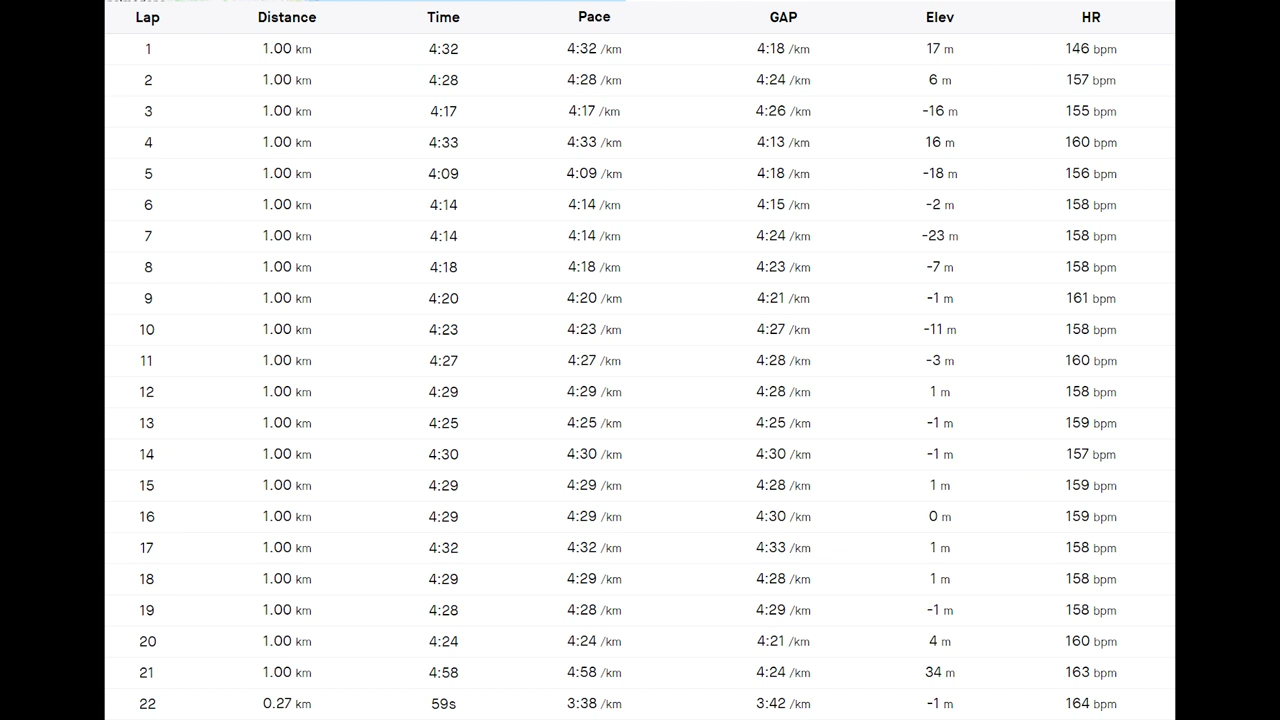 Lap Distance Time Pace GAP Elev HR
1 1.00 km 4:32 4:32 /km 4:18 /km 17 m 146 bpm
2 1.00 km 4:28 4:28 /km 4:24 /km 6 m 157 bpm
3 1.00 km 4:17 4:17 /km 4:26 /km -16 m 155 bpm
4 1.00 km 4:33 4:33 /km 4:13 /km 16 m 160 bpm
5 1.00 km 4:09 4:09 /km 4:18 /km -18 m 156 bpm
6 1.00 km 4:14 4:14 /km 4:15 /km -2 m 158 bpm
7 1.00 km 4:14 4:14 /km 4:24 /km -23 m 158 bpm
8 1.00 km 4:18 4:18 /km 4:23 /km -7 m 158 bpm
9 1.00 km 4:20 4:20 /km 4:21 /km -1 m 161 bpm
10 1.00 km 4:23 4:23 /km 4:27 /km -11 m 158 bpm
11 1.00 km 4:27 4:27 /km 4:28 /km -3 m 160 bpm
12 1.00 km 4:29 4:29 /km 4:28 /km 1 m 158 bpm
13 1.00 km 4:25 4:25 /km 4:25 /km -1 m 159 bpm
14 1.00 km 4:30 4:30 /km 4:30 /km -1 m 157 bpm
15 1.00 km 4:29 4:29 /km 4:28 /km 1 m 159 bpm
16 1.00 km 4:29 4:29 /km 4:30 /km 0 m 159 bpm
17 1.00 km 4:32 4:32 /km 4:33 /km 1 m 158 bpm
18 1.00 km 4:29 4:29 /km 4:28 /km 1 m 158 bpm
19 1.00 km 4:28 4:28 /km 4:29 /km -1 m 158 bpm
20 1.00 km 4:24 4:24 /km 4:21 /km 4 m 160 bpm
21 1.00 km 4:58 4:58 /km 4:24 /km 34 m 163 bpm
22 0.27 km 59s 3:38 /km 3:42 /km -1 m 164 bpm